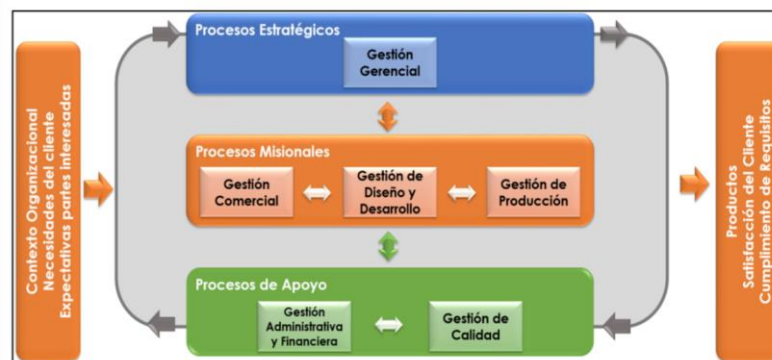 Contexto Organizacional
Necesidades del cliente
Expectativas partes interesadas
Procesos Estratégicos
Gestión
Gerencial
Procesos Misionales
Gestión
Comercial
Gestión de
Diseño y
Desarrollo
Gestión de
Producción
Procesos de Apoyo
Gestión
Administrativa
y Financiera
Gestión de
Calidad
Productos
Satisfacción del Cliente
Cumplimiento de Requisitos